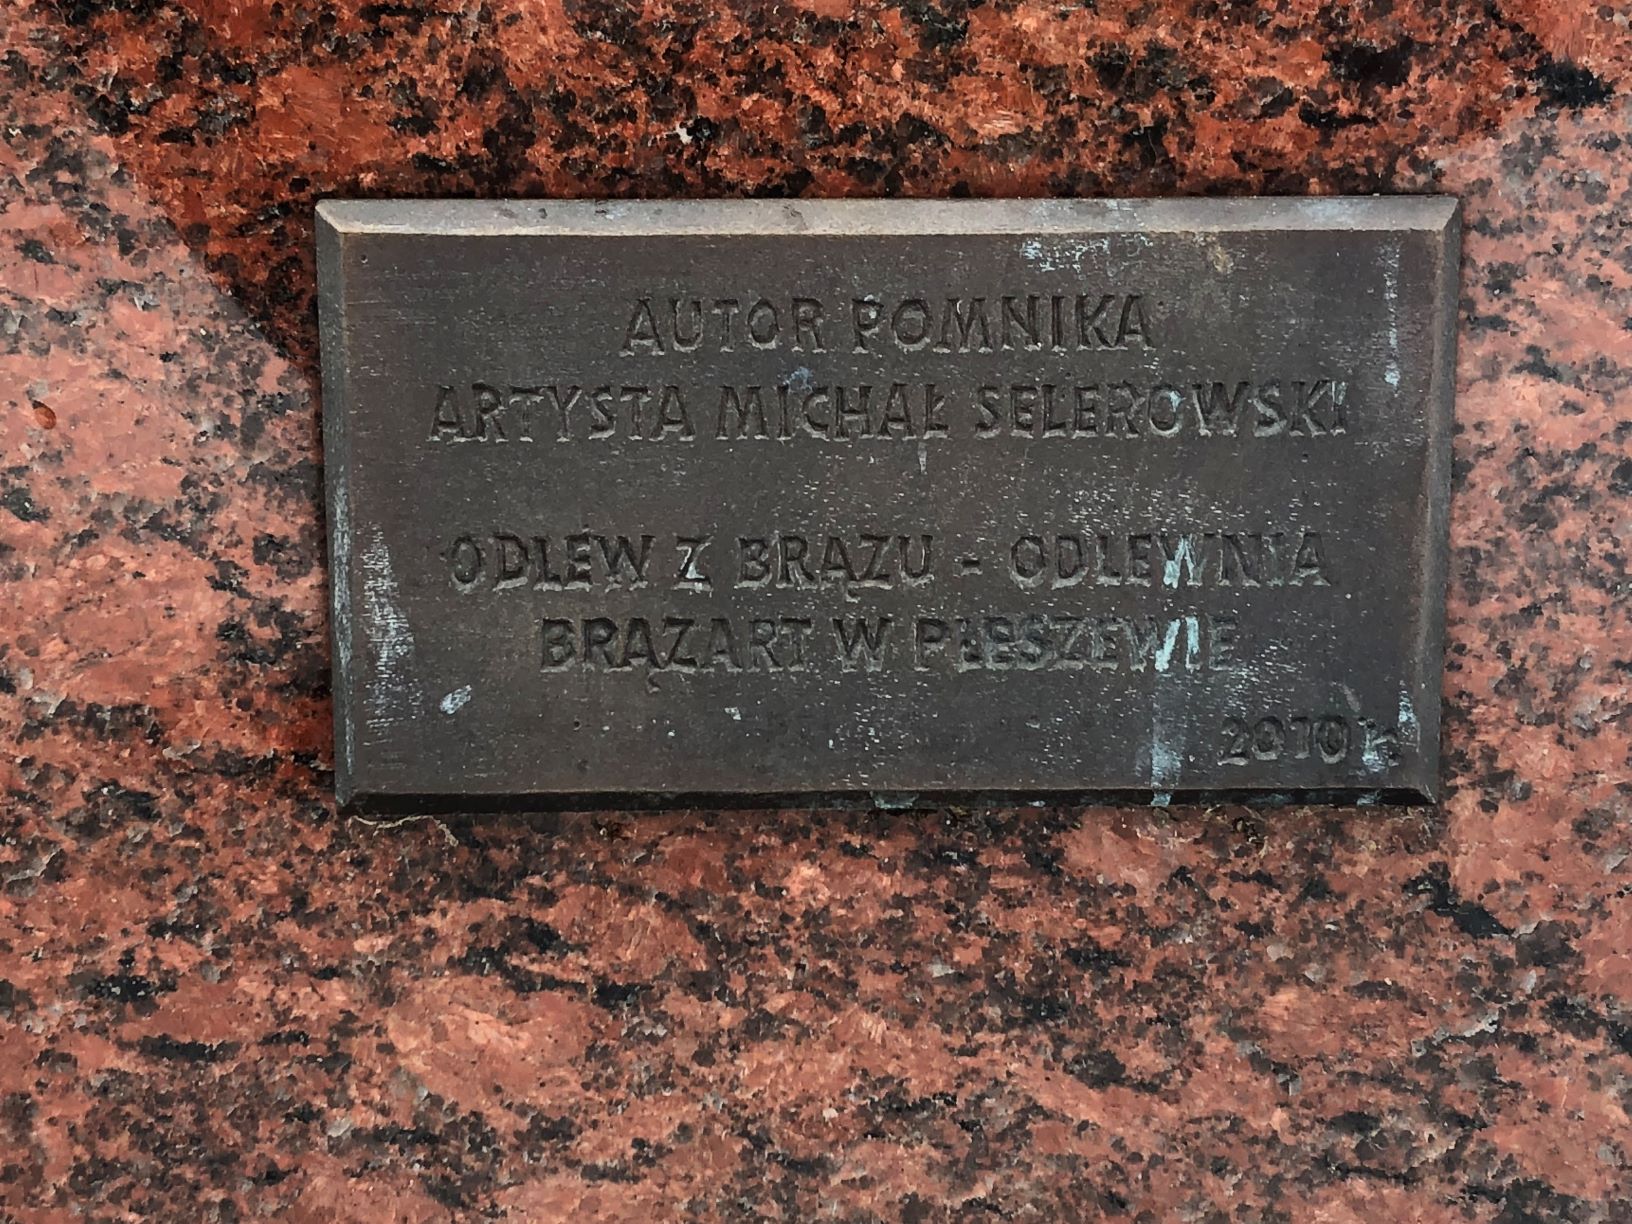 AUTOR POMNIKA
ARTYSTA MICHAŁ SELEROWSKI
ODLEW Z BRĄZU - ODLEWNIA
BRĄZART W PLESZEWIE
2010 R.